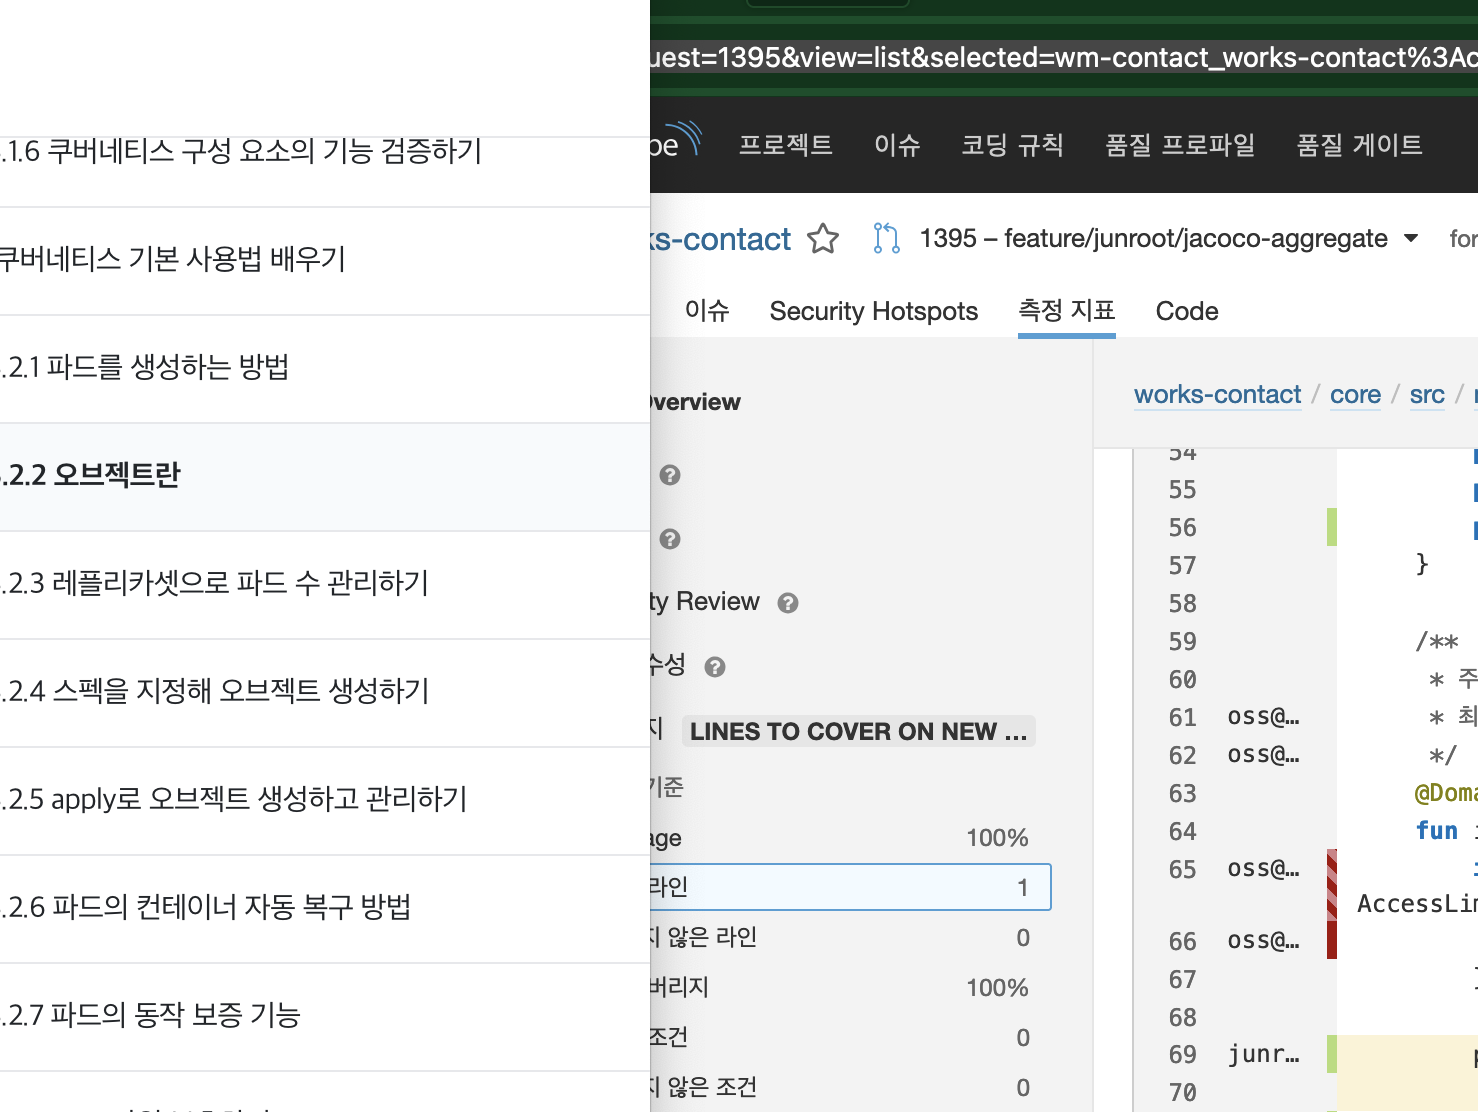 .1.6 쿠버네티스 구성 요소의 기능 검증하기
쿠버네티스 기본 사용법 배우기
.2.1 파드를 생성하는 방법
.2.2 오브젝트란
.2.3 레플리카셋으로 파드 수 관리하기
.2.4 스펙을 지정해 오브젝트 생성하기
.2.5 apply로 오브젝트 생성하고 관리하기
.2.6 파드의 컨테이너 자동 복구 방법
.2.7 파드의 동작 보증 기능
uest=1395&view=list&selected=wm-contact_works-contact%3Ac
be 프로젝트 이슈 코딩 규칙 품질 프로파일 품질 게이트
ks-contact 1395 – feature/junroot/jacoco-aggregate for
이슈 Security Hotspots 측정 지표 Code
Overview
ty Review
수성
지 LINES TO COVER ON NEW ...
기준
age 100%
라인 1
지 않은 라인 0
버리지 100%
조건 0
지 않은 조건 0
works-contact / core / src /
54
55
56
57 }
58
59 /**
60 * 주
61 oss@… * 최
62 oss@… */
63 @Doma
64 fun
65 oss@…
AccessLim
66 oss@…
67
68
69 junr…
70